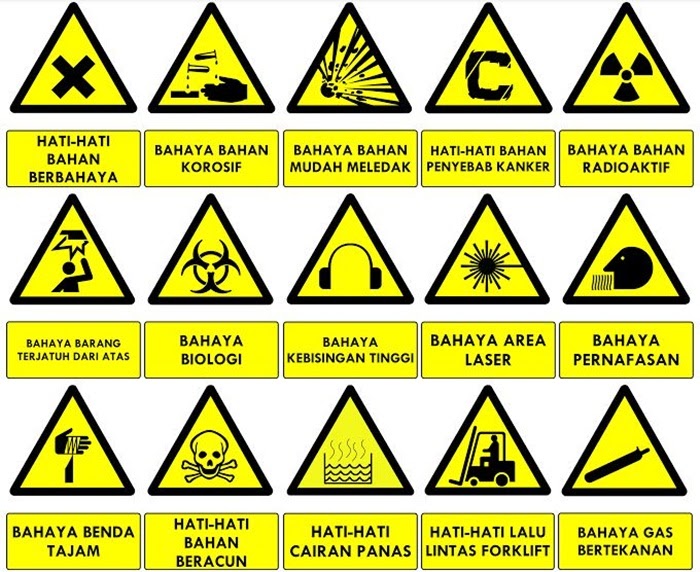 C
HATI-HATI
BAHAN
BERBAHAYA
BAHAYA BAHAN
KOROSIF
BAHAYA BAHAN
MUDAH MELEDAK
HATI-HATI BAHAN
PENYEBAB KANKER
BAHAYA BAHAN
RADIOAKTIF
BAHAYA BARANG
TERJATUH DARI ATAS
BAHAYA
BIOLOGI
BAHAYA
KEBISINGAN TINGGI
BAHAYA AREA
LASER
BAHAYA
PERNAFASAN
BAHAYA BENDA
TAJAM
HATI-HATI
BAHAN
BERACUN
HATI-HATI
CAIRAN PANAS
HATI-HATI LALU
LINTAS FORKLIFT
BAHAYA GAS
BERTEKANAN